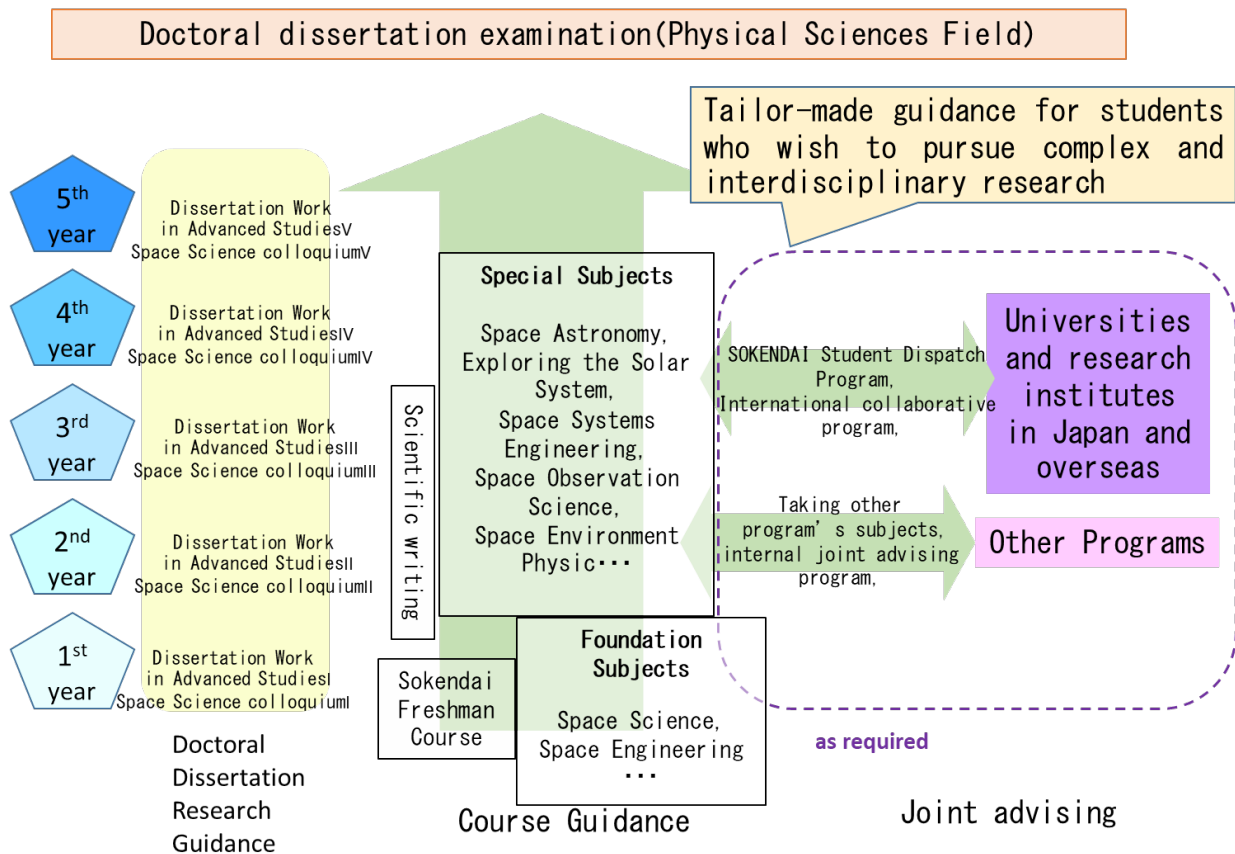 Doctoral dissertation examination(Physical Sciences Field)
Tailor-made guidance for students
who wish to pursue complex and
interdisciplinary research
5th
year
Dissertation Work
in Advanced StudiesⅤ
Space Science colloquiumⅤ
4th
year
Dissertation Work
in Advanced StudiesⅣ
Space Science colloquiumⅣ
3rd
year
Dissertation Work
in Advanced StudiesⅢ
Space Science colloquiumⅢ
2nd
year
Dissertation Work
in Advanced StudiesⅡ
Space Science colloquiumⅡ
1st
year
Dissertation Work
in Advanced StudiesⅠ
Space Science colloquiumⅠ
Doctoral
Dissertation
Research
Guidance
Scientific writing
Special Subjects
Space Astronomy,
Exploring the Solar
System,
Space Systems
Engineering,
Space Observation
Science,
Space Environment
Physic・・・
Sokendai
Freshman
Course
Foundation
Subjects
Space Science,
Space Engineering
・・・
Course Guidance
SOKENDAI Student Dispatch
Program,
International collaborative
program,
Universities
and research
institutes
in Japan and
overseas
Taking other
program's subjects,
internal joint advising
program,
Other Programs
as required
Joint advising